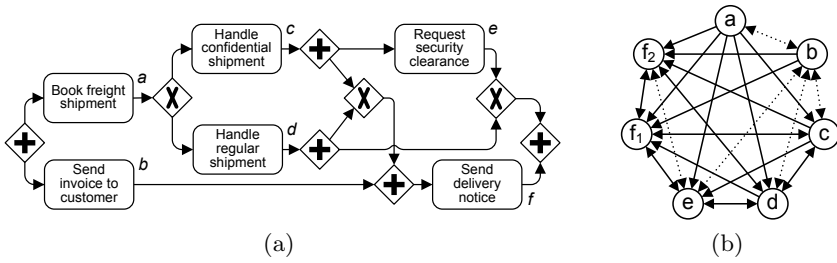 Book freight
shipment
a
Send
invoice to
customer
b
Handle
confidential
shipment
c
Handle
regular
shipment
d
Request
security
clearance
e
Send
delivery
notice
f
(a)
a
f2
b
f1
c
e
d
(b)